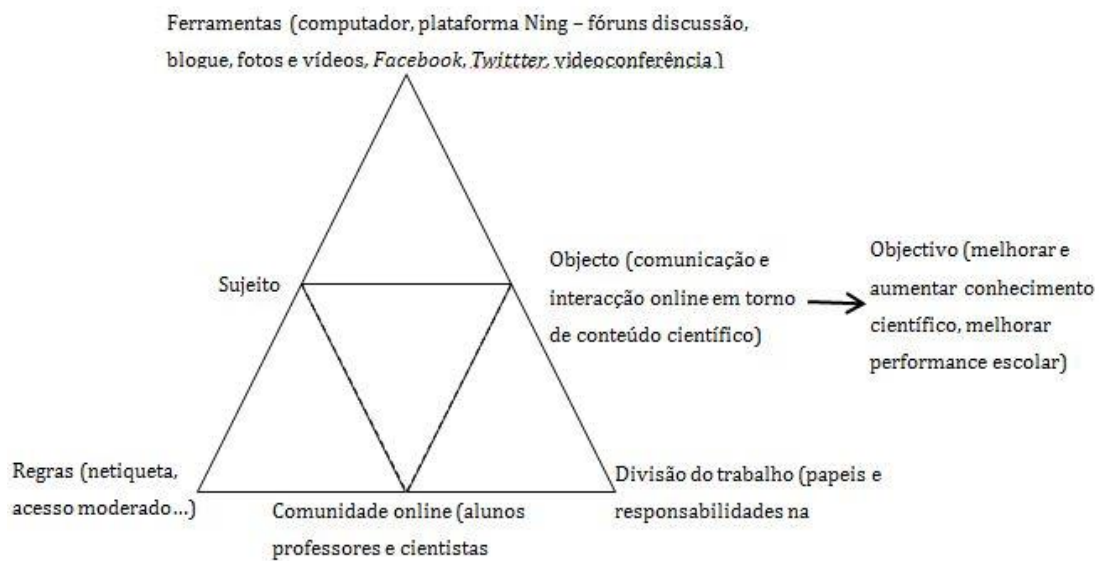 Ferramentas (computador, plataforma Ning – fóruns discussão,
blogue, fotos e vídeos, Facebook, Twittter, videoconferência)
Sujeito
Objecto (comunicação e
interacção online em torno
de conteúdo científico)
Objectivo (melhorar e
aumentar conhecimento
científico, melhorar
performance escolar)
Regras (netiqueta,
acesso moderado...)
Comunidade online (alunos
professores e cientistas
Divisão do trabalho (papeis e
responsabilidades na